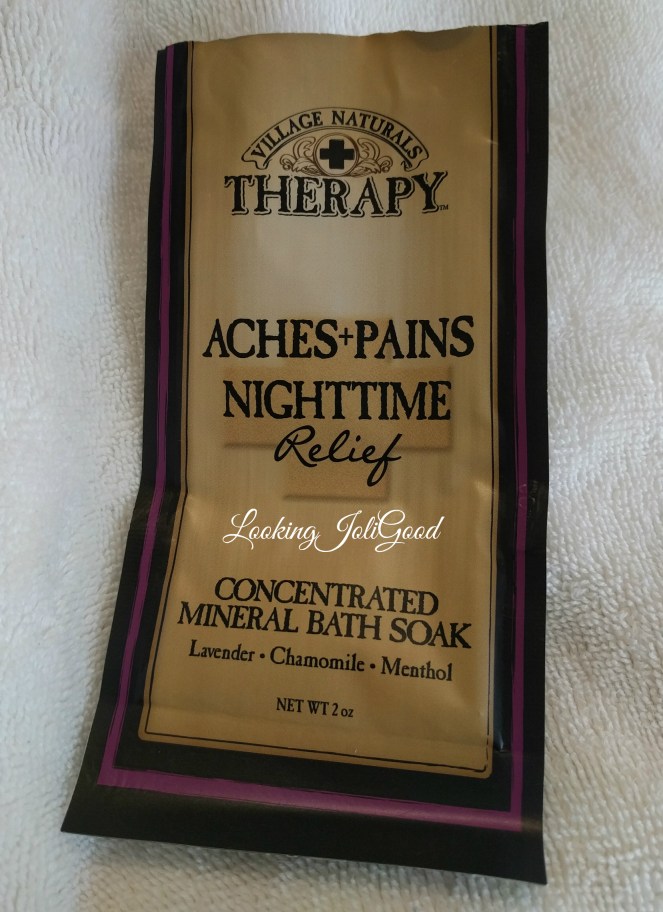 VILLAGE NATURALS
THERAPY™
ACHES+PAINS
NIGHTTIME
Relief
Looking JoliGood
CONCENTRATED
MINERAL BATH SOAK
Lavender • Chamomile • Menthol
NET WT 2 oz